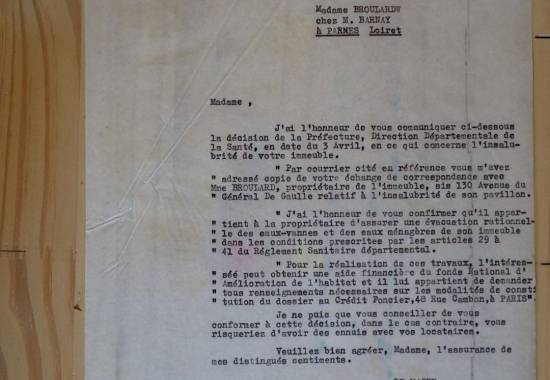 Madame BROULARDW
chez M. BARNAY
à PARNES Loiret
Madame ,
J'ai l'honneur de vous communiquer ci-dessous
la décision de la Préfecture, Direction Départementale de
la Santé, en date du 3 Avril, en ce qui concerne l'insalu-
brité de votre immeuble.
" Par courrier cité en référence vous m'avez
" adressé copie de votre échange de correspondance avec
Mme BROULARD, propriétaire de l'immeuble, sis 130 Avenue du
" Général De Gaulle relatif à l'insalubrité de son pavillon.
" J'ai l'honneur de vous confirmer qu'il appar-
" tient à la propriétaire d'assurer une évacuation rationnel-
" le des eaux-vannes et des eaux ménagères de son immeuble
" dans les conditions prescrites par les articles 29 à
" 41 du Réglement Sanitaire départemental.
" Pour la réalisation de ces travaux, l'intéres-
" séé peut obtenir une aide financière du fonds National d'
" Amélioration de l'habitat et il lui appartient de demander
" tous renseignements nécessaires sur les modalités de consti
" tution du dossier au Crédit Foncier,48 Rue Cambon,à PARIS".
Je ne puis que vous conseiller de vous
conformer à cette décision, dans le cas contraire, vous
risqueriez d'avoir des ennuis avec vos locataires.
Veuillez bien agréer, Madame, l'assurance de
mes distingués sentiments.